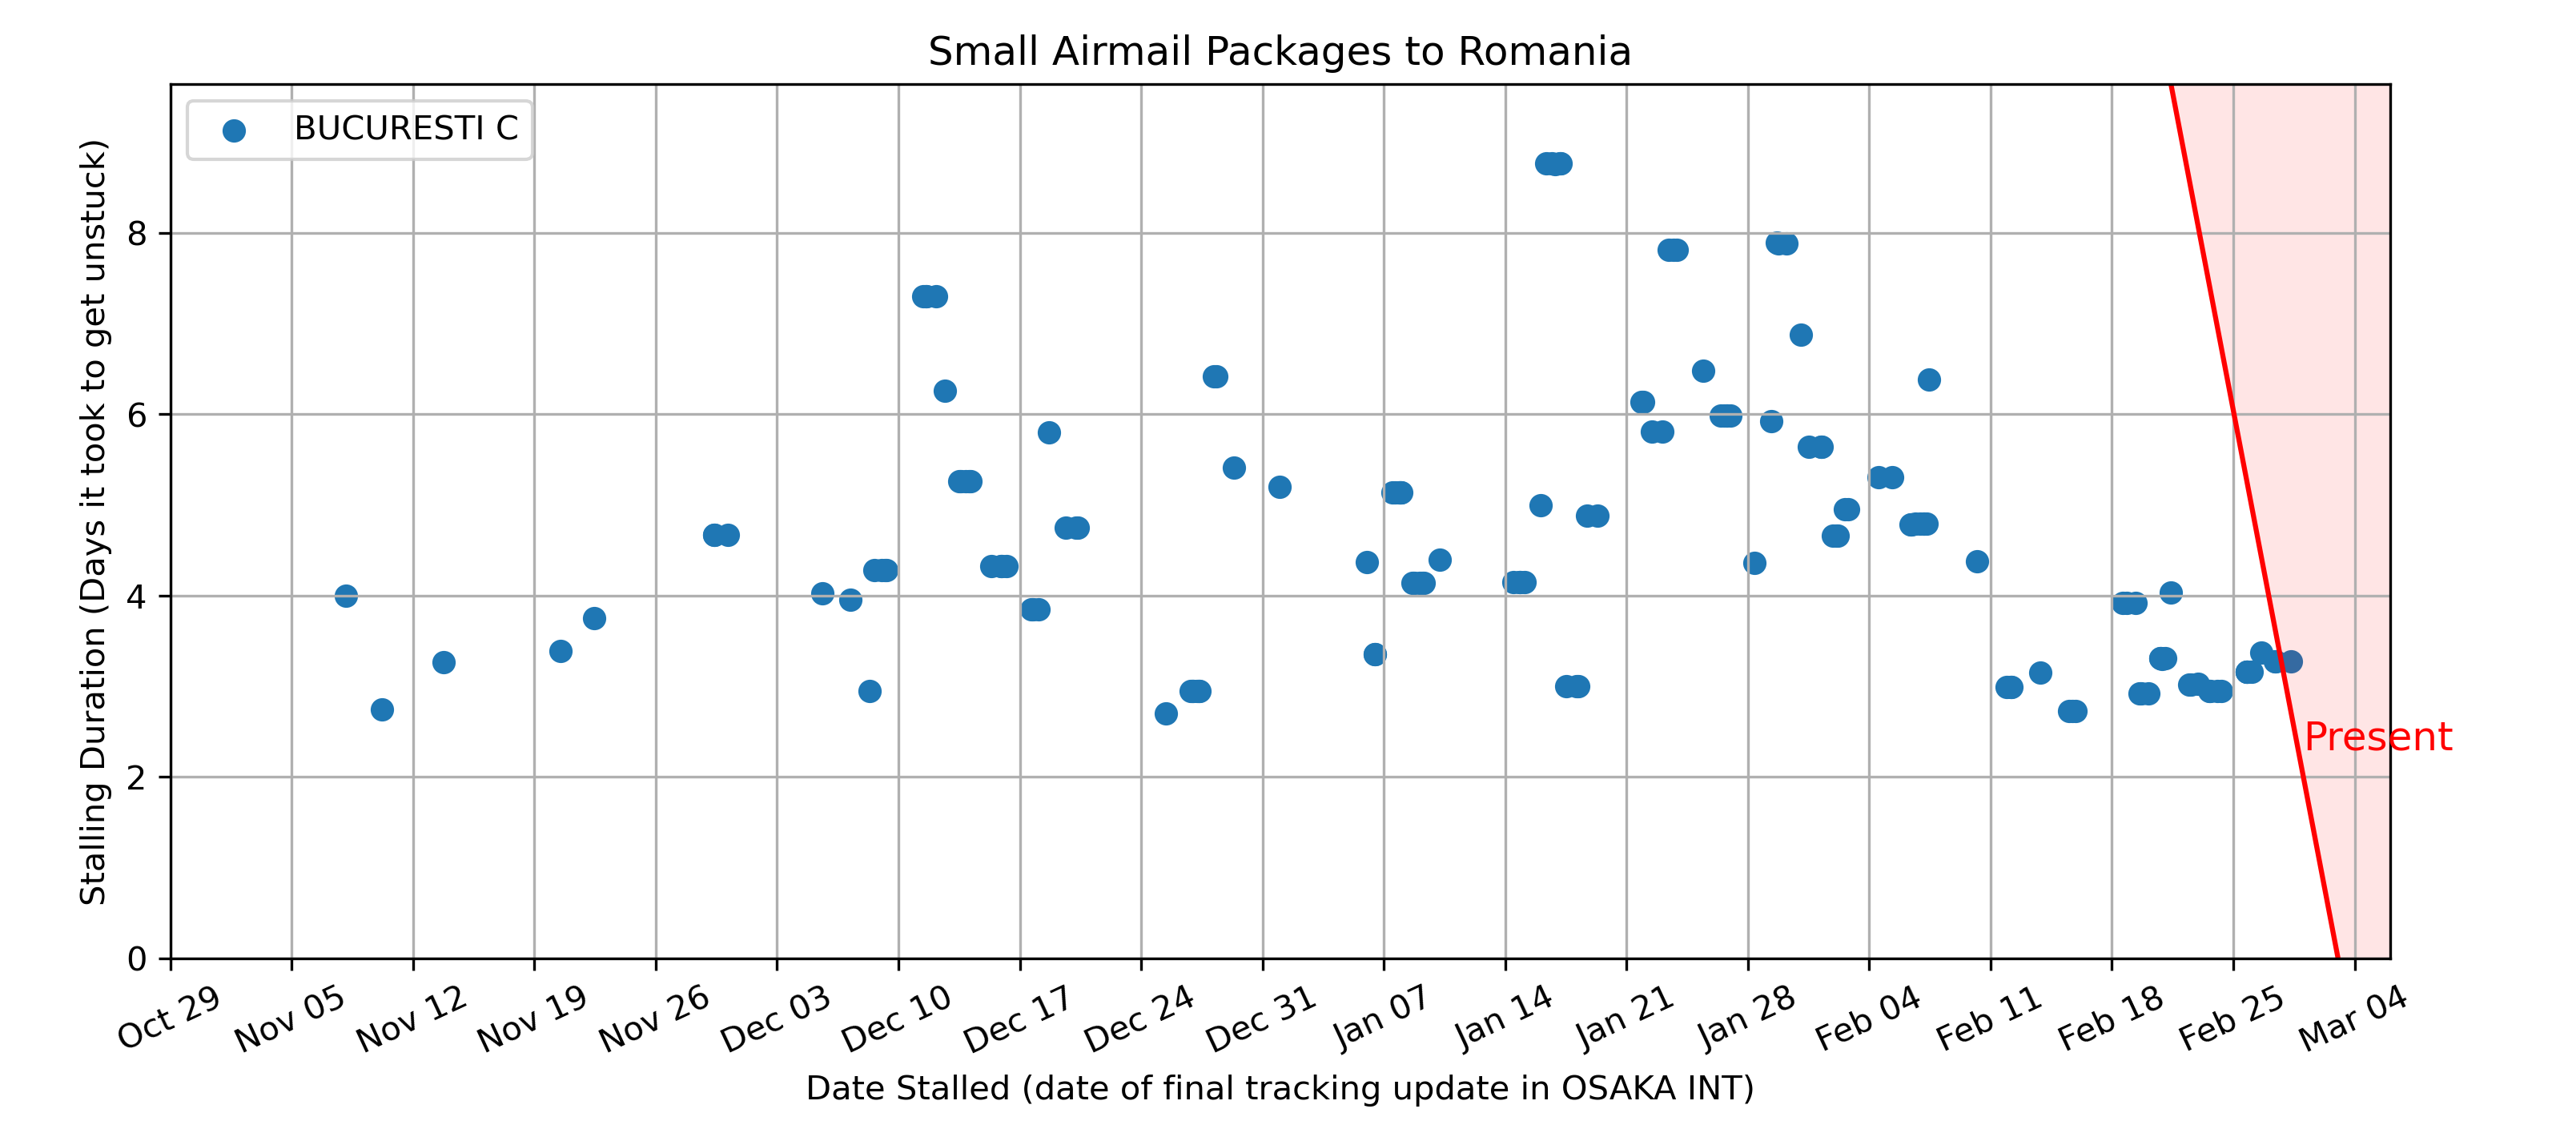 Small Airmail Packages to Romania
BUCURESTI C
Stalling Duration (Days it took to get unstuck)
8
6
4
2
0
Present
Oct 29
Nov 05
Nov 12
Nov 19
Nov 26
Dec 03
Dec 10
Dec 17
Dec 24
Dec 31
Jan 07
Jan 14
Jan 21
Jan 28
Feb 04
Feb 11
Feb 18
Feb 25
Mar 04
Date Stalled (date of final tracking update in OSAKA INT)